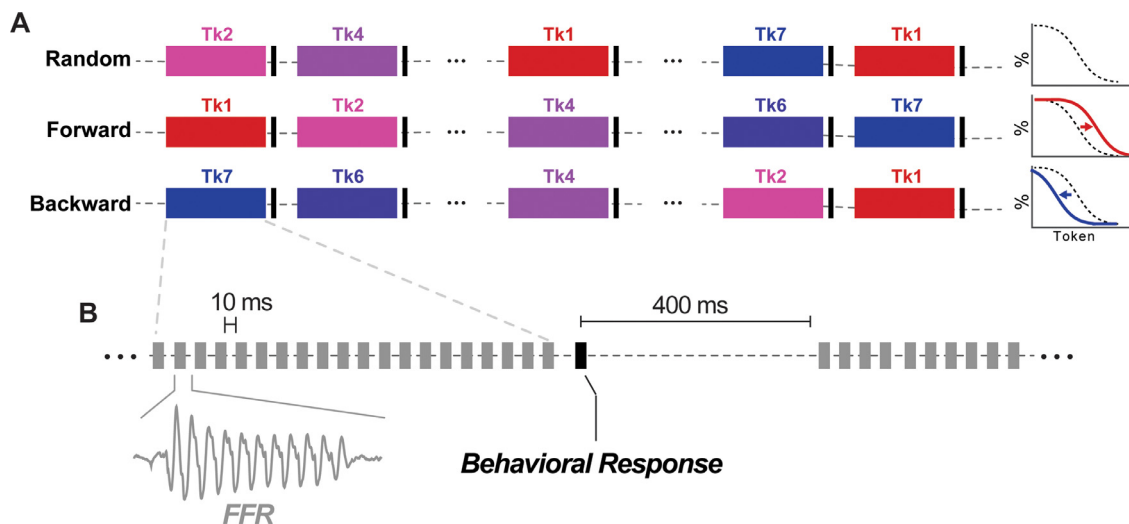 A
Tk2 Tk4 Tk1 Tk7 Tk1
Random ... ... %
Tk1 Tk2 Tk4 Tk6 Tk7
Forward ... ... %
Tk7 Tk6 Tk4 Tk2 Tk1
Backward ... ... %
Token
B
10 ms
400 ms
... ...
Behavioral Response
FFR